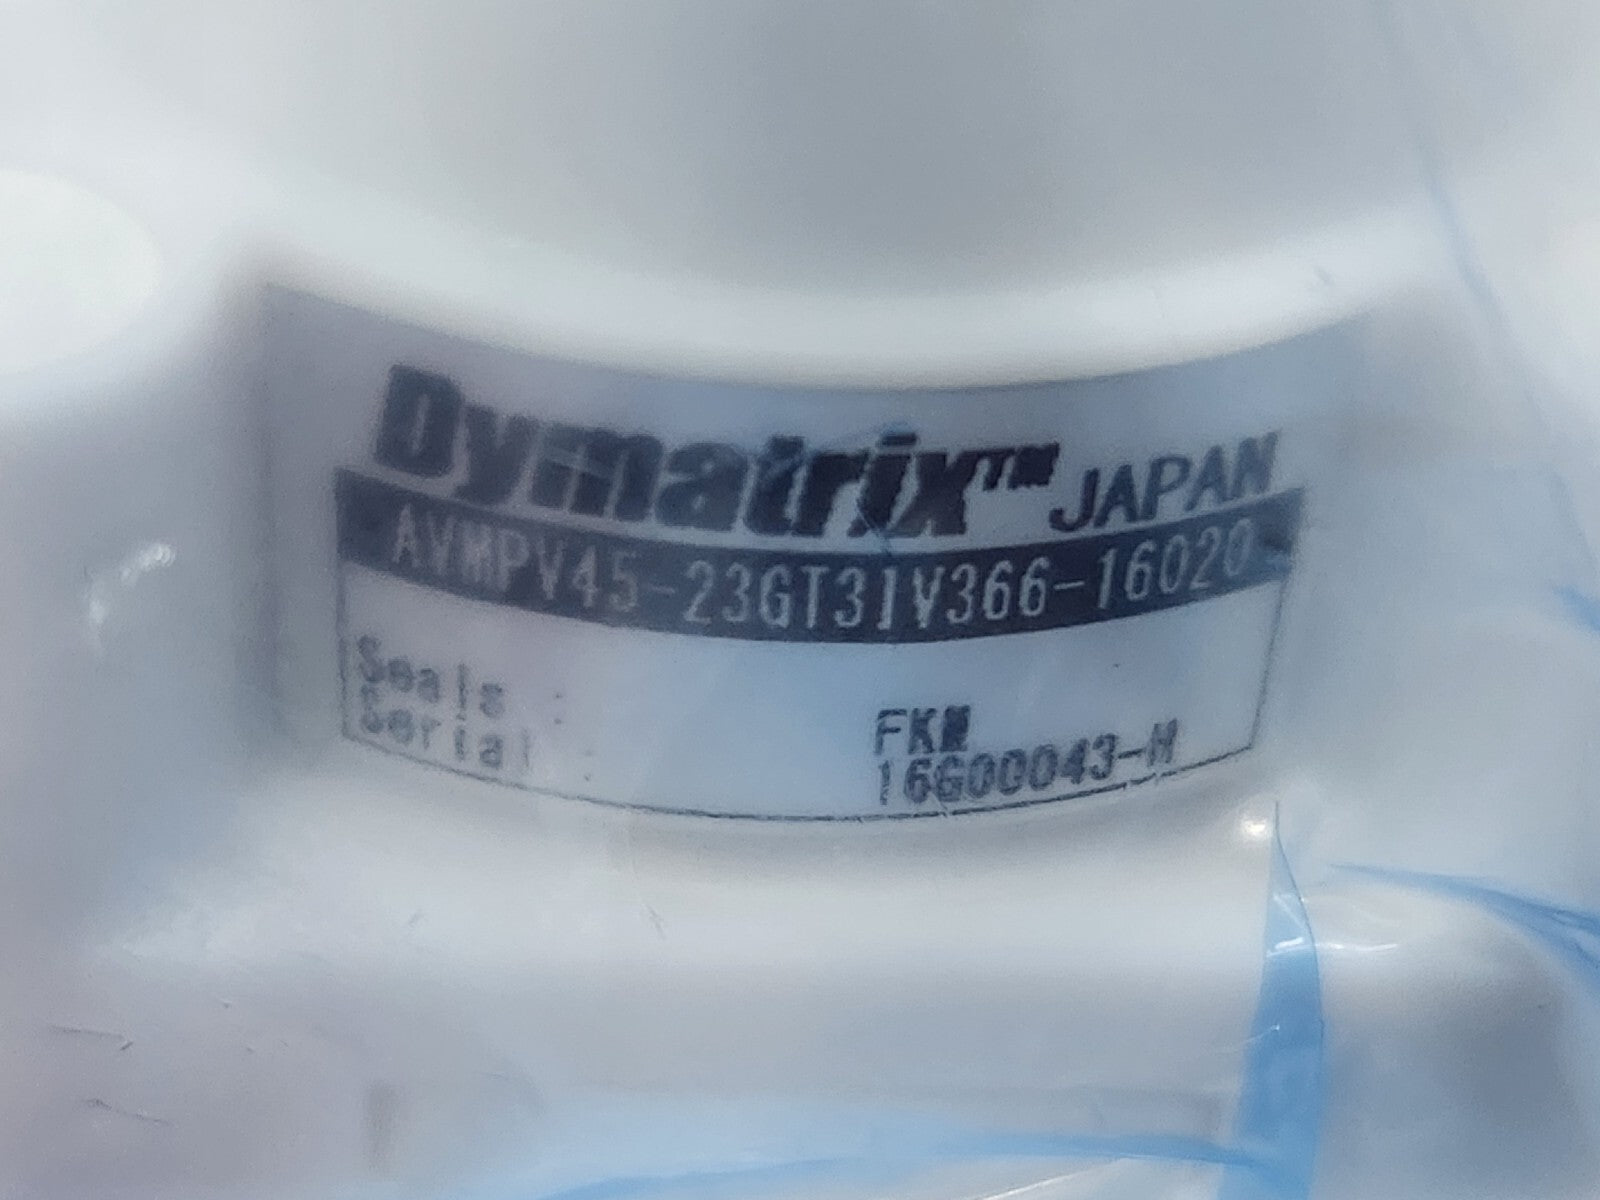 Dymatrix™ JAPAN
AVMPV45-23GT31V366-16020
Seals : FKM
Serial : 16G00043-M